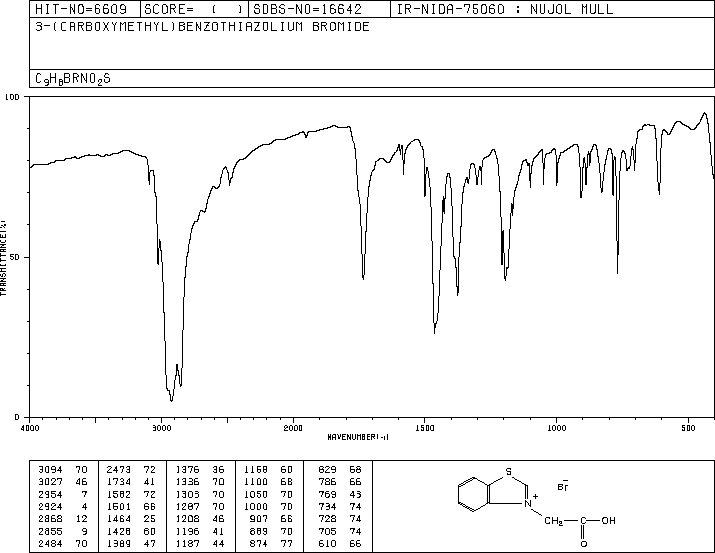 HIT-NO=6609 SCORE= ( ) SDBS-NO=16642 IR-NIDA-75060 : NUJOL MULL
3-(CARBOXYMETHYL)BENZOTHIAZOLIUM BROMIDE
C9H8BRNO2S
100
50
0
TRANSMITTANCE(%)
4000 3000 2000 1500 1000 500
WAVENUMBER(-1)
3094 70 2473 72 1376 36 1168 60 829 68
3027 46 1734 41 1336 70 1100 68 786 66
2954 7 1582 72 1303 70 1050 70 769 43
2924 4 1501 66 1287 70 1000 70 734 74
2868 12 1464 25 1208 46 907 66 728 74
2855 9 1428 60 1196 41 889 70 705 74
2484 70 1389 47 1187 44 874 77 610 66
S
Br−
N+
CH2—C—OH
O